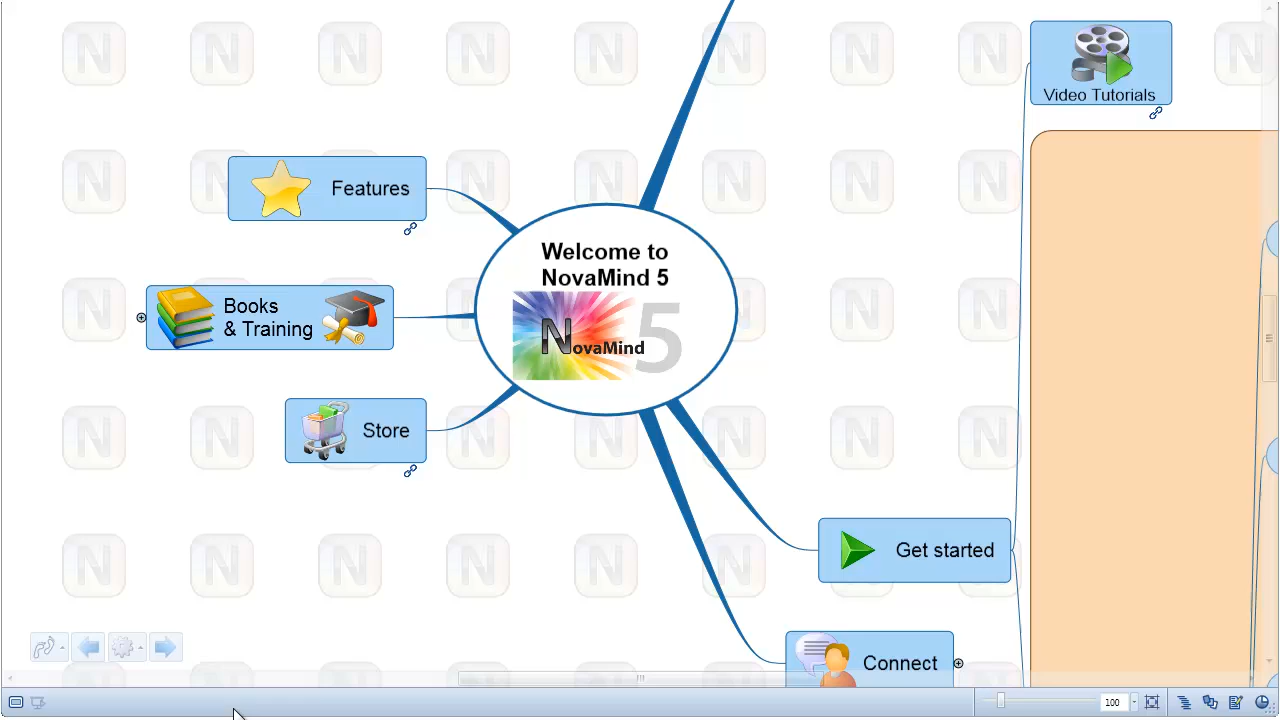 Video Tutorials
Features
Welcome to
NovaMind 5
Books
& Training
NovaMind
5
Store
Get started
Connect
100